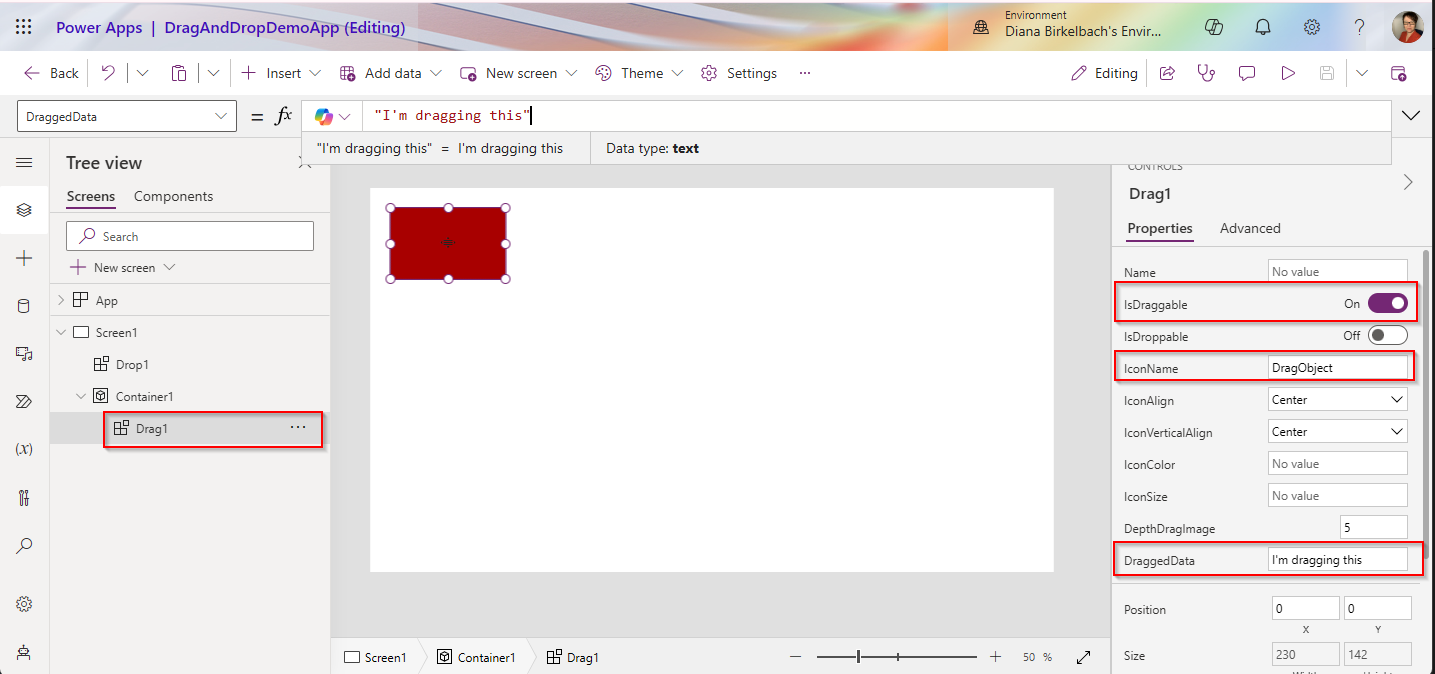 Power Apps | DragAndDropDemoApp (Editing)
Environment
Diana Birkelbach's Envir...
Back
Insert
Add data
New screen
Theme
Settings
...
Editing
DraggedData
= fx
"I'm dragging this"
"I'm dragging this" = I'm dragging this
Data type: text
Tree view
Screens
Components
Search
New screen
App
Screen1
Drop1
Container1
Drag1
...
CONTROLS
Drag1
Properties
Advanced
Name
No value
IsDraggable
On
IsDroppable
Off
IconName
DragObject
IconAlign
Center
IconVerticalAlign
Center
IconColor
No value
IconSize
No value
DepthDragImage
5
DraggedData
I'm dragging this
Position
0
0
X
Y
Size
230
142
(x)
Screen1
Container1
Drag1
50 %